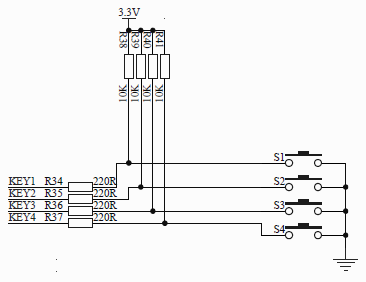 3.3V
R38
R39
R40
R41
10K
10K
10K
10K
S1
KEY1 R34 220R
S2
KEY2 R35 220R
KEY3 R36 220R
S3
KEY4 R37 220R
S4